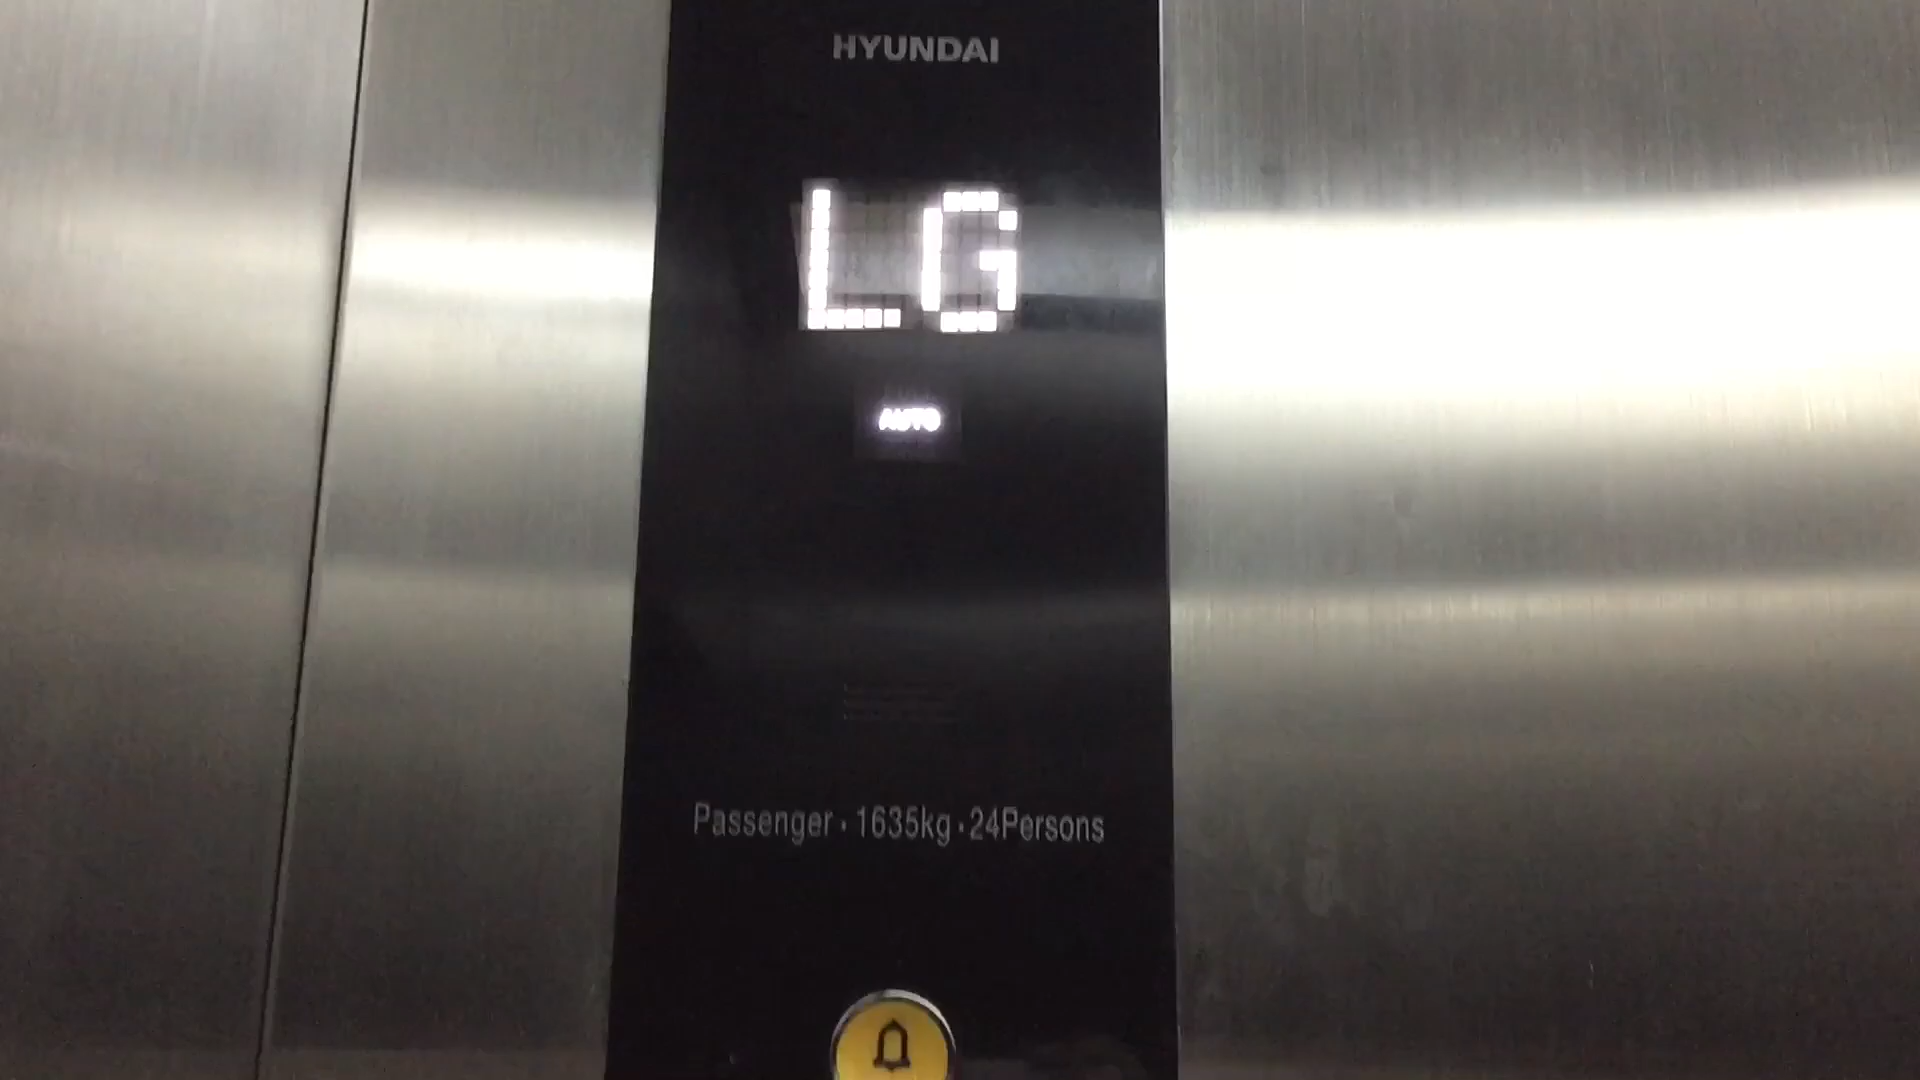 HYUNDAI
LG
AUTO
Passenger · 1635kg · 24Persons